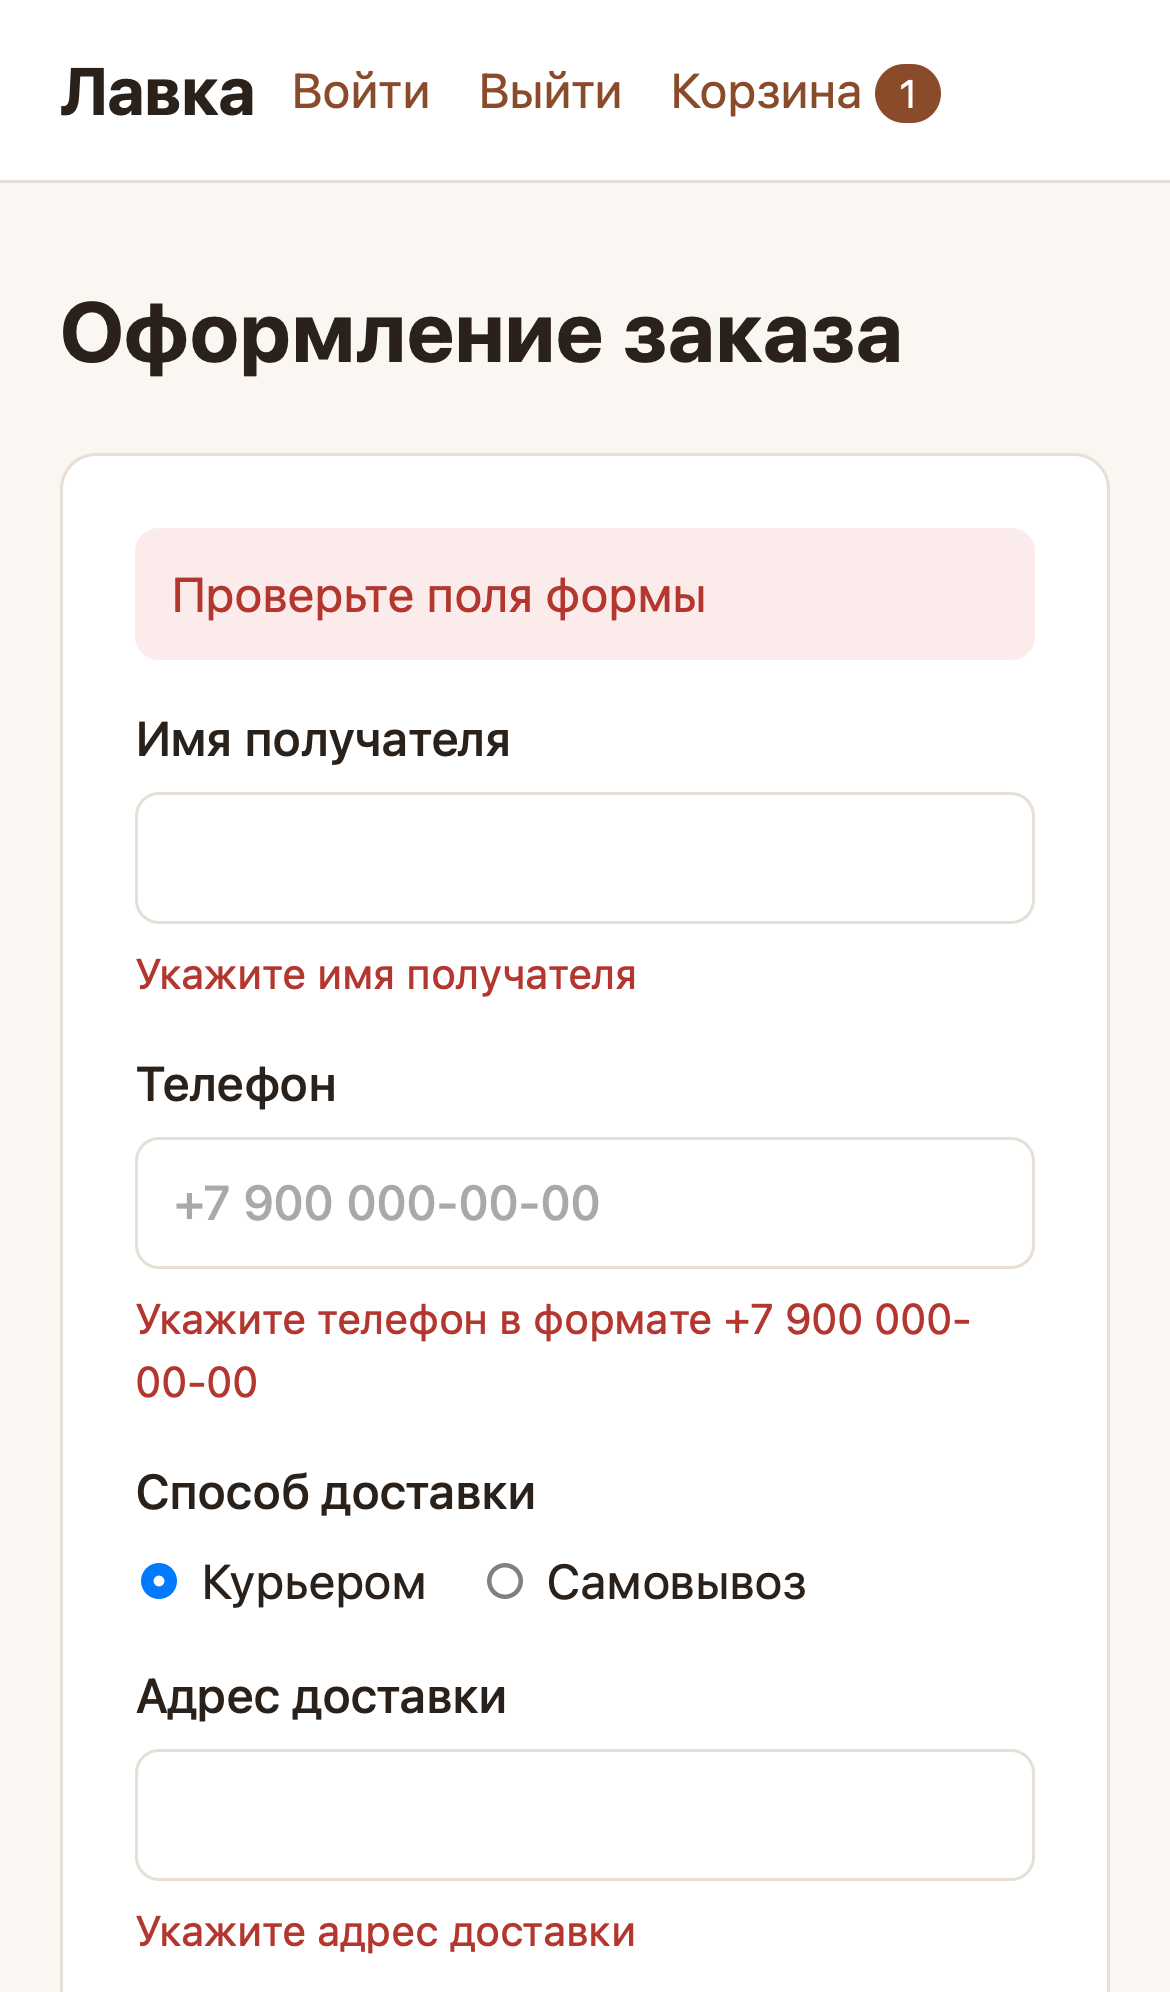 Лавка Войти Выйти Корзина 1
Оформление заказа
Проверьте поля формы
Имя получателя
Укажите имя получателя
Телефон
+7 900 000-00-00
Укажите телефон в формате +7 900 000-
00-00
Способ доставки
Курьером Самовывоз
Адрес доставки
Укажите адрес доставки